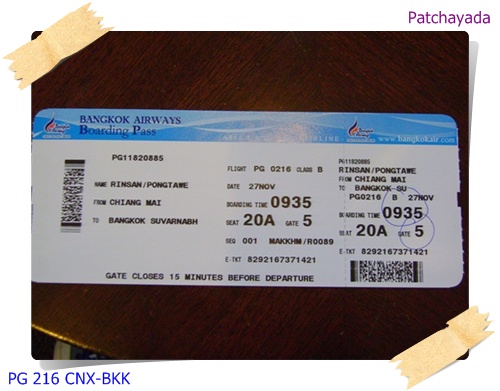 Patchayada
BANGKOK AIRWAYS
Boarding Pass
www.bangkokair.com
PG11820885
FLIGHT PG 0216 CLASS B
NAME RINSAN/PONGTAWE
DATE 27NOV
FROM CHIANG MAI
BOARDING TIME 0935
TO BANGKOK SUVARNABH
SEAT 20A GATE 5
SEQ 001 MAKKHM /R0089
E-TKT 8292167371421
GATE CLOSES 15 MINUTES BEFORE DEPARTURE
PG11820885
RINSAN/PONGTAWE
FROM CHIANG MAI
TO BANGKOK SU
PG0216 B 27NOV
BOARDING TIME 0935
SEAT 20A GATE 5
E-TKT 8292167371421
PG 216 CNX-BKK